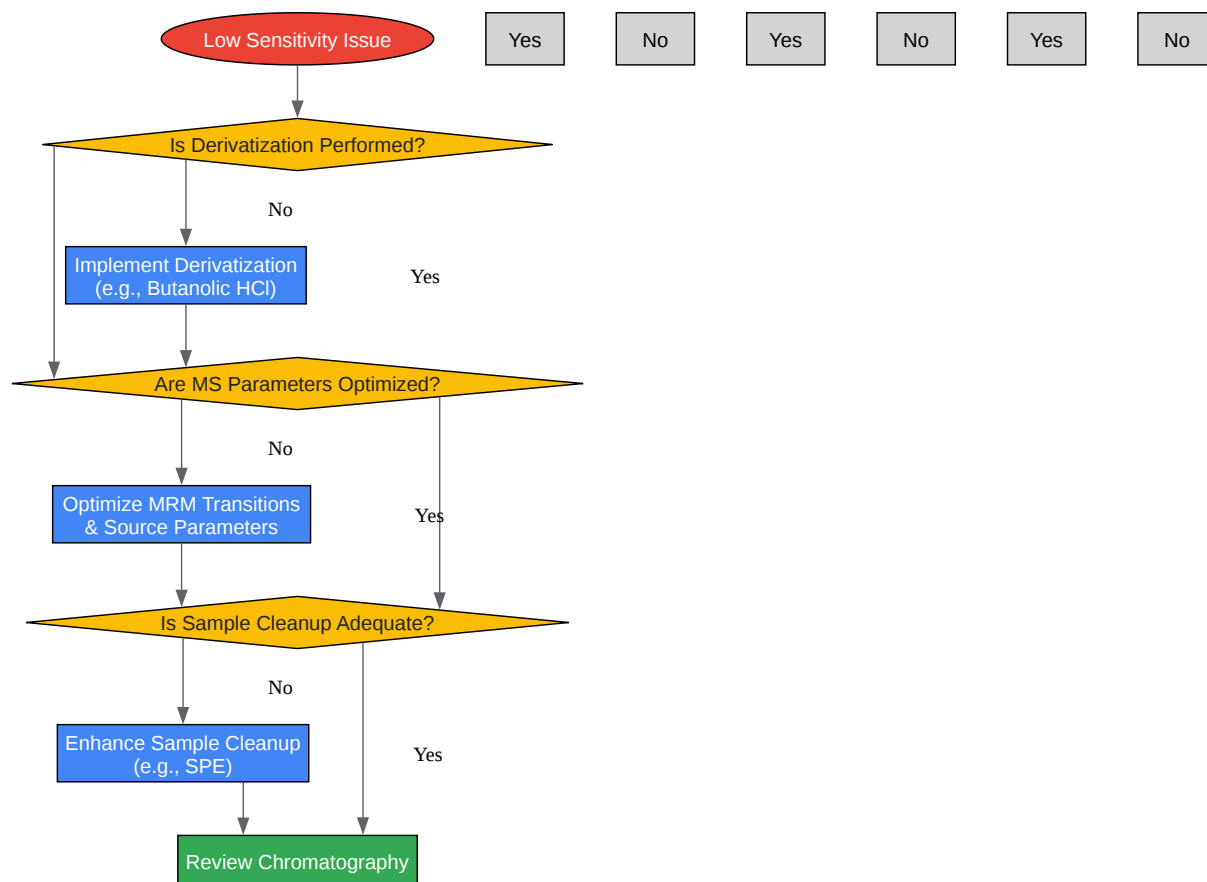 Low Sensitivity Issue
Yes
No
Yes
No
Yes
No
Is Derivatization Performed?
No
Implement Derivatization
(e.g., Butanolic HCl)
Yes
Are MS Parameters Optimized?
No
Optimize MRM Transitions
& Source Parameters
Yes
Is Sample Cleanup Adequate?
No
Enhance Sample Cleanup
(e.g., SPE)
Yes
Review Chromatography